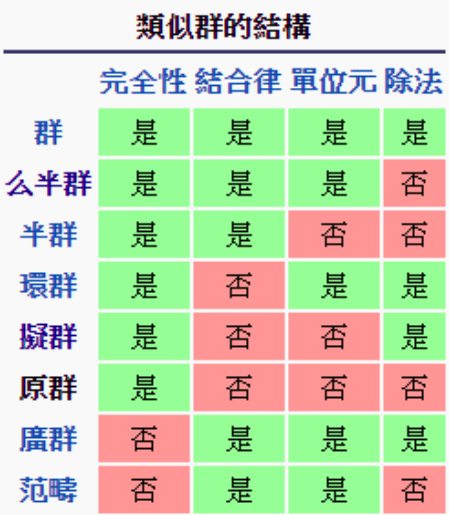 類似群的結構
完全性 結合律 單位元 除法
群 是 是 是 是
么半群 是 是 是 否
半群 是 是 否 否
環群 是 否 是 是
擬群 是 否 否 是
原群 是 否 否 否
廣群 否 是 是 是
范疇 否 是 是 否